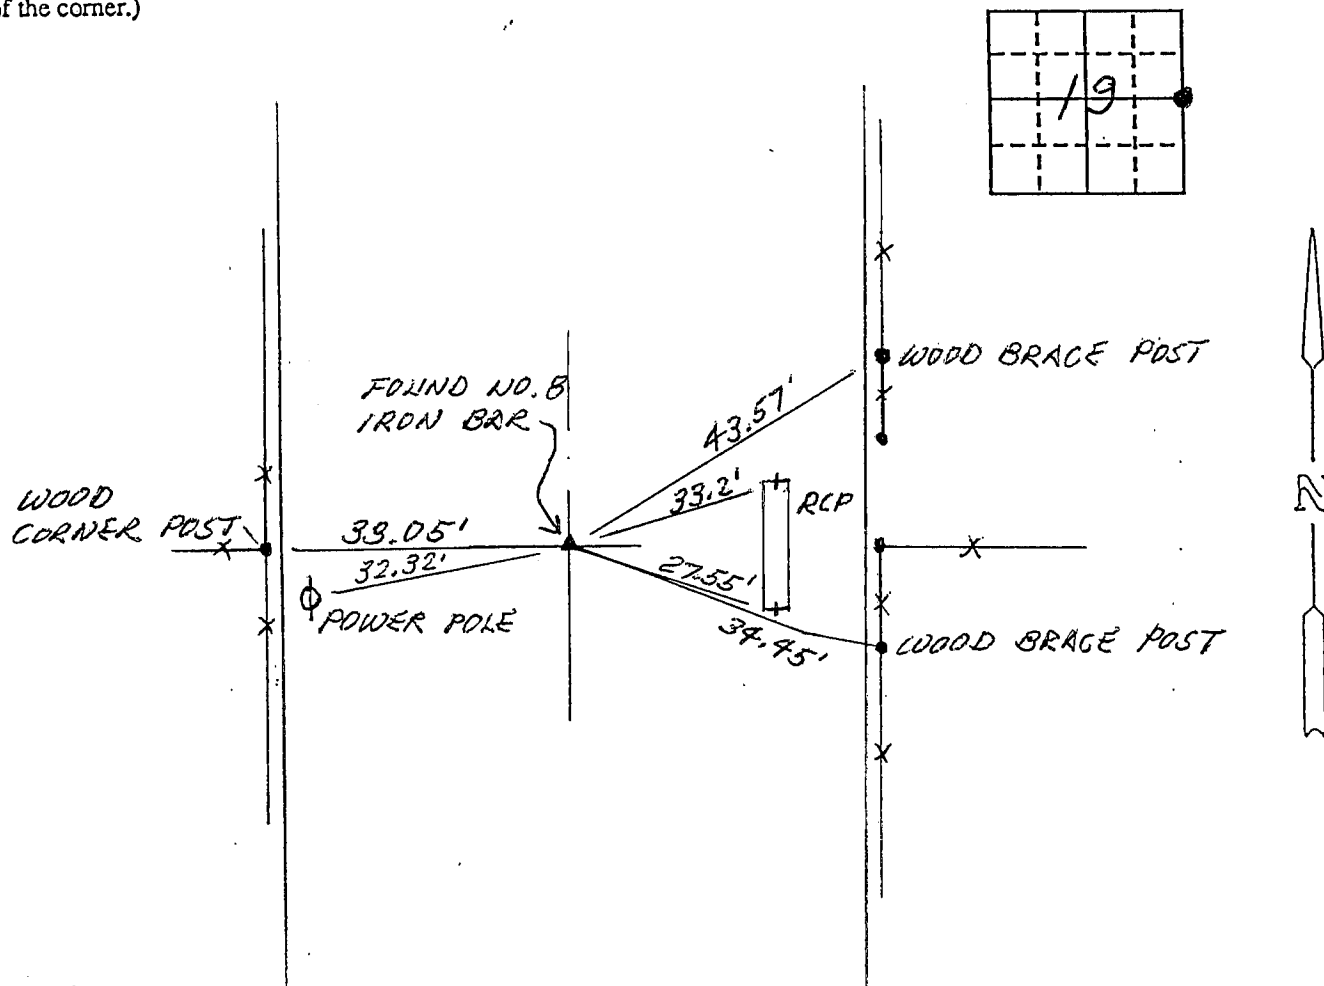 of the corner.)
19
WOOD BRACE POST
FOUND NO. 8
IRON BAR
43.57'
33.2'
RCP
WOOD
CORNER POST
33.05'
32.32'
27.55'
POWER POLE
34.45'
WOOD BRACE POST
N